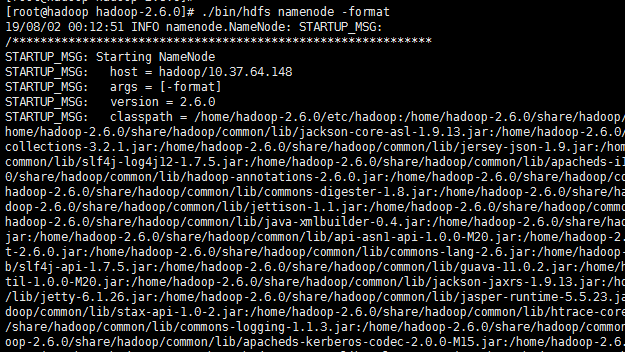 [root@hadoop hadoop-2.6.0]# ./bin/hdfs namenode -format
19/08/02 00:12:51 INFO namenode.NameNode: STARTUP_MSG:
/************************************************************
STARTUP_MSG: Starting NameNode
STARTUP_MSG:   host = hadoop/10.37.64.148
STARTUP_MSG:   args = [-format]
STARTUP_MSG:   version = 2.6.0
STARTUP_MSG:   classpath = /home/hadoop-2.6.0/etc/hadoop:/home/hadoop-2.6.0/share/hadoop/
home/hadoop-2.6.0/share/hadoop/common/lib/jackson-core-asl-1.9.13.jar:/home/hadoop-2.6.0/
collections-3.2.1.jar:/home/hadoop-2.6.0/share/hadoop/common/lib/jersey-json-1.9.jar:/hom
common/lib/slf4j-log4j12-1.7.5.jar:/home/hadoop-2.6.0/share/hadoop/common/lib/apacheds-i1
0/share/hadoop/common/lib/hadoop-annotations-2.6.0.jar:/home/hadoop-2.6.0/share/hadoop/co
hadoop-2.6.0/share/hadoop/common/lib/commons-digester-1.8.jar:/home/hadoop-2.6.0/share/ha
doop-2.6.0/share/hadoop/common/lib/jettison-1.1.jar:/home/hadoop-2.6.0/share/hadoop/commo
hadoop-2.6.0/share/hadoop/common/lib/java-xmlbuilder-0.4.jar:/home/hadoop-2.6.0/share/had
jar:/home/hadoop-2.6.0/share/hadoop/common/lib/api-asn1-api-1.0.0-M20.jar:/home/hadoop-2.
t-2.6.0.jar:/home/hadoop-2.6.0/share/hadoop/common/lib/commons-lang-2.6.jar:/home/hadoop-
b/slf4j-api-1.7.5.jar:/home/hadoop-2.6.0/share/hadoop/common/lib/guava-11.0.2.jar:/home/h
til-1.0.0-M20.jar:/home/hadoop-2.6.0/share/hadoop/common/lib/jackson-jaxrs-1.9.13.jar:/ho
/lib/jetty-6.1.26.jar:/home/hadoop-2.6.0/share/hadoop/common/lib/jasper-runtime-5.5.23.ja
doop/common/lib/stax-api-1.0-2.jar:/home/hadoop-2.6.0/share/hadoop/common/lib/htrace-core
/share/hadoop/common/lib/commons-logging-1.1.3.jar:/home/hadoop-2.6.0/share/hadoop/common
oop-2.6.0/share/hadoop/common/lib/apacheds-kerberos-codec-2.0.0-M15.jar:/home/hadoop-2.6.